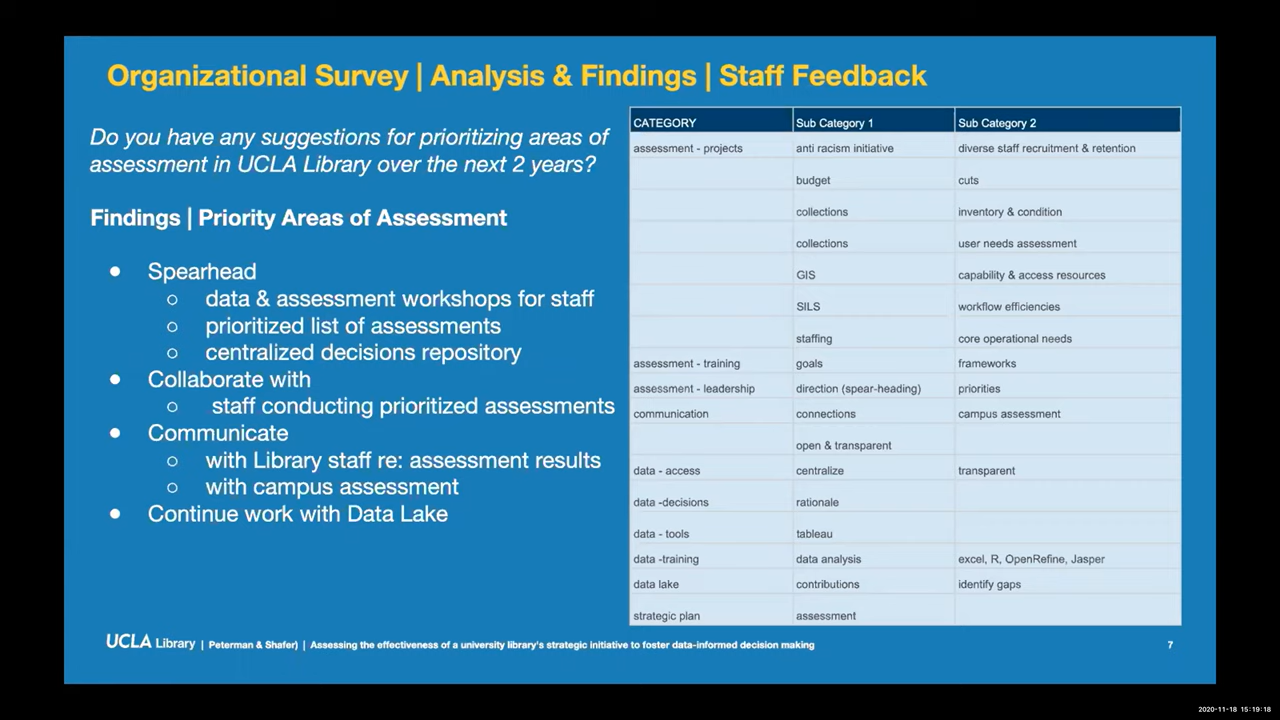 Organizational Survey | Analysis & Findings | Staff Feedback
Do you have any suggestions for prioritizing areas of
assessment in UCLA Library over the next 2 years?
Findings | Priority Areas of Assessment
● Spearhead
○ data & assessment workshops for staff
○ prioritized list of assessments
○ centralized decisions repository
● Collaborate with
○ staff conducting prioritized assessments
● Communicate
○ with Library staff re: assessment results
○ with campus assessment
● Continue work with Data Lake
CATEGORY Sub Category 1 Sub Category 2
assessment - projects anti racism initiative diverse staff recruitment & retention
budget cuts
collections inventory & condition
collections user needs assessment
GIS capability & access resources
SILS workflow efficiencies
staffing core operational needs
assessment - training goals frameworks
assessment - leadership direction (spear-heading) priorities
communication connections campus assessment
open & transparent
data - access centralize transparent
data -decisions rationale
data - tools tableau
data -training data analysis excel, R, OpenRefine, Jasper
data lake contributions identify gaps
strategic plan assessment
UCLA Library | Peterman & Shafer) | Assessing the effectiveness of a university library's strategic initiative to foster data-informed decision making 7
2020-11-18 15:19:18